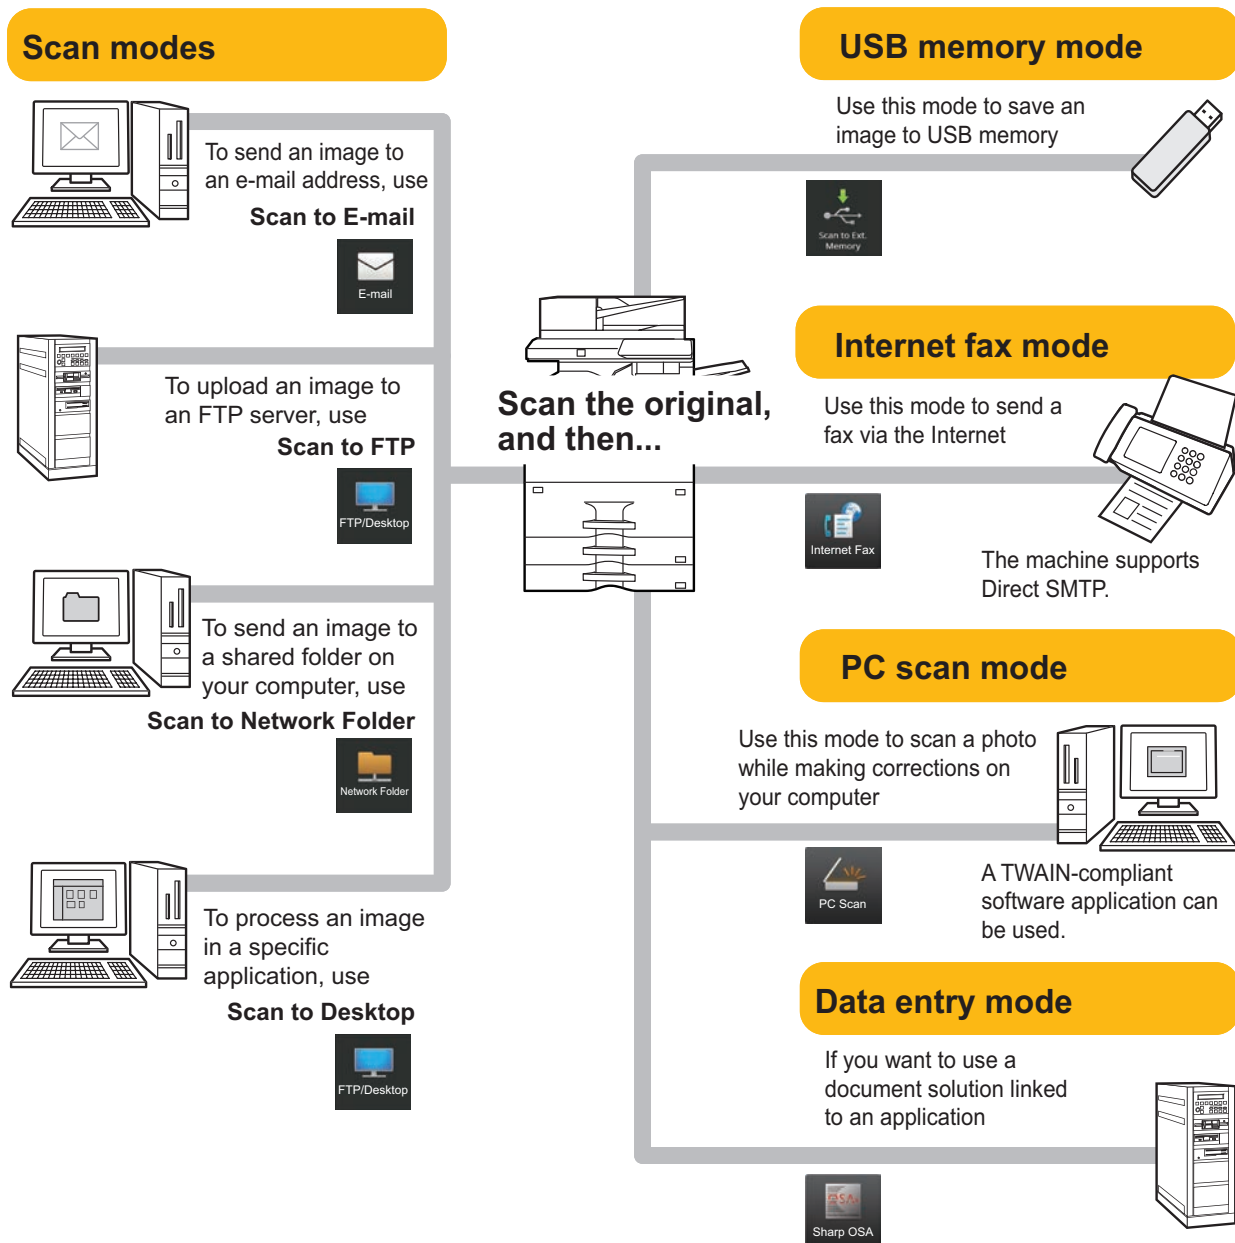 Scan modes
To send an image to
an e-mail address, use
Scan to E-mail
E-mail
To upload an image to
an FTP server, use
Scan to FTP
FTP/Desktop
To send an image to
a shared folder on
your computer, use
Scan to Network Folder
Network Folder
To process an image
in a specific
application, use
Scan to Desktop
FTP/Desktop
Scan the original,
and then...
USB memory mode
Use this mode to save an
image to USB memory
Scan to Ext.
Memory
Internet fax mode
Use this mode to send a
fax via the Internet
Internet Fax
The machine supports
Direct SMTP.
PC scan mode
Use this mode to scan a photo
while making corrections on
your computer
PC Scan
A TWAIN-compliant
software application can
be used.
Data entry mode
If you want to use a
document solution linked
to an application
OSA
Sharp OSA